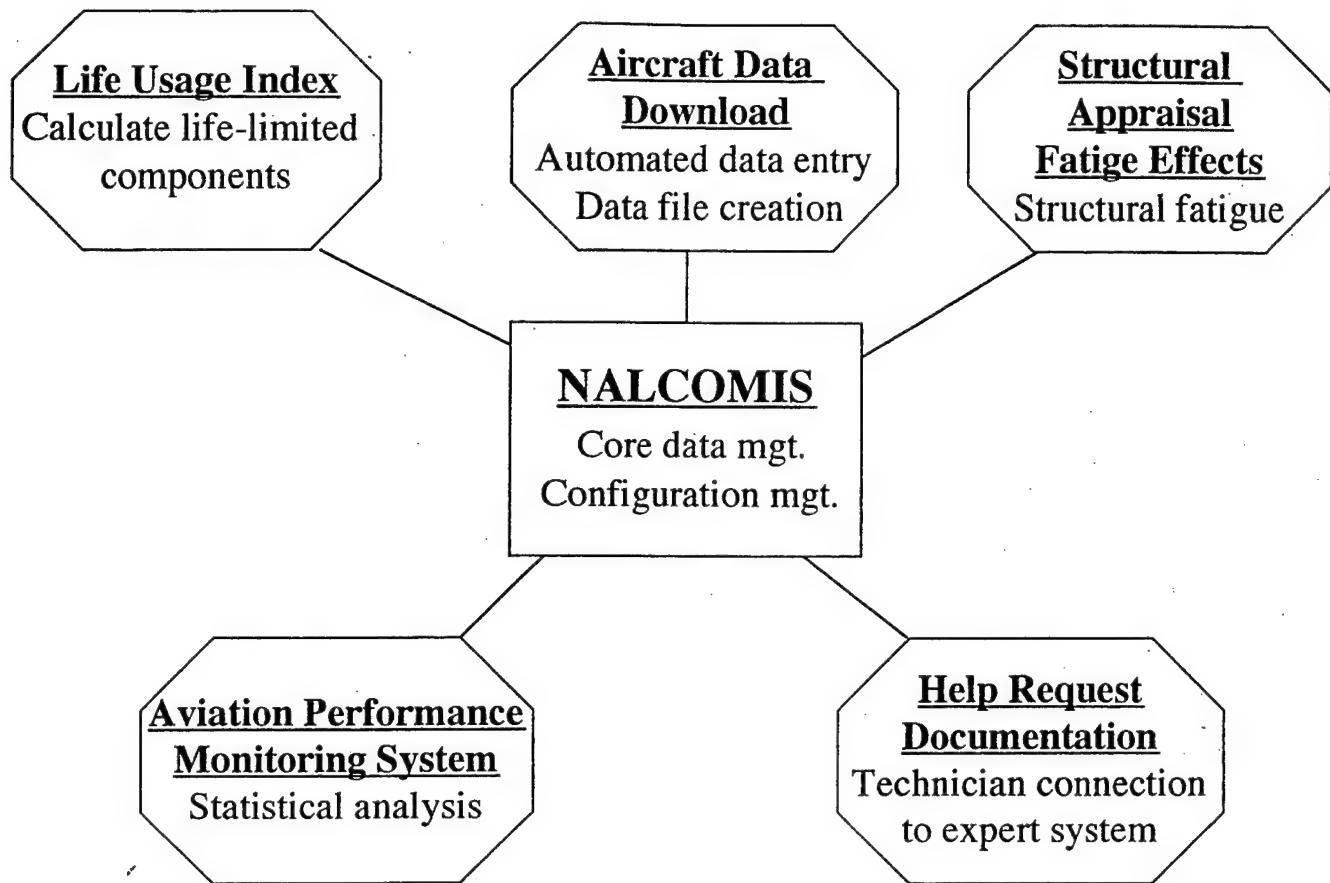 Life Usage Index
Calculate life-limited
components
Aircraft Data
Download
Automated data entry
Data file creation
Structural
Appraisal
Fatige Effects
Structural fatigue
NALCOMIS
Core data mgt.
Configuration mgt.
Aviation Performance
Monitoring System
Statistical analysis
Help Request
Documentation
Technician connection
to expert system